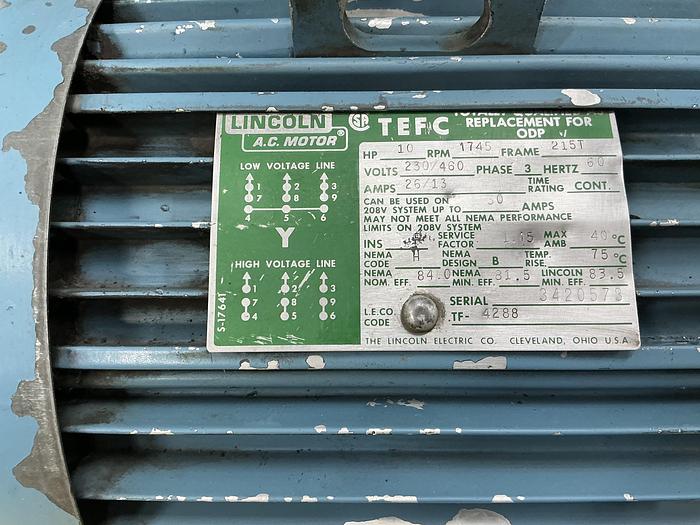 LINCOLN
A.C. MOTOR®
SA
TEFC
REPLACEMENT FOR
ODP
HP 10 RPM 1745 FRAME 215T
VOLTS 230/460 PHASE 3 HERTZ 60
AMPS 26/13 TIME RATING CONT.
CAN BE USED ON
208V SYSTEM UP TO 30 AMPS
MAY NOT MEET ALL NEMA PERFORMANCE
LIMITS ON 208V SYSTEM
INS SERVICE FACTOR 1.15 MAX AMB 40°C
NEMA CODE H NEMA DESIGN B TEMP. RISE 75°C
NEMA NOM. EFF. 84.0 NEMA MIN. EFF. 81.5 LINCOLN EFF. 83.5
SERIAL 3420573
L.E.CO. CODE TF- 4288
THE LINCOLN ELECTRIC CO. CLEVELAND, OHIO U.S.A.
LOW VOLTAGE LINE
1 2 3
7 8 9
4 5 6
Y
HIGH VOLTAGE LINE
1 2 3
7 8 9
4 5 6
S-17641